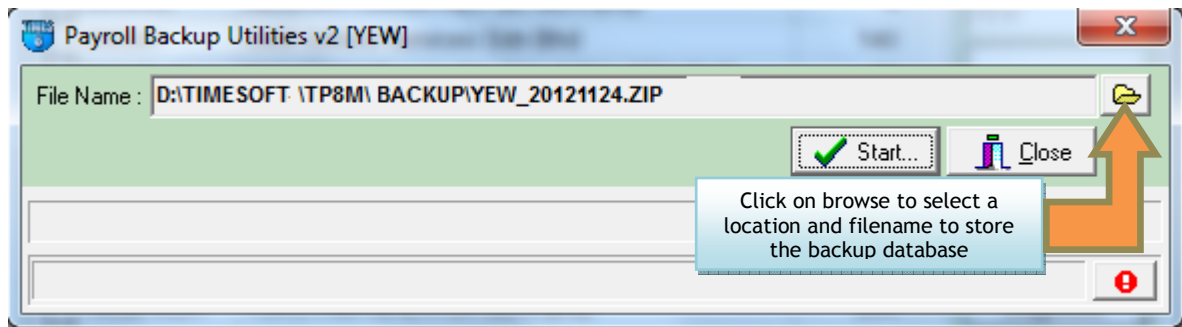 Payroll Backup Utilities v2 [YEW]
File Name : D:\TIMESOFT \TP8M\ BACKUP\YEW_20121124.ZIP
Start... Close
Click on browse to select a
location and filename to store
the backup database